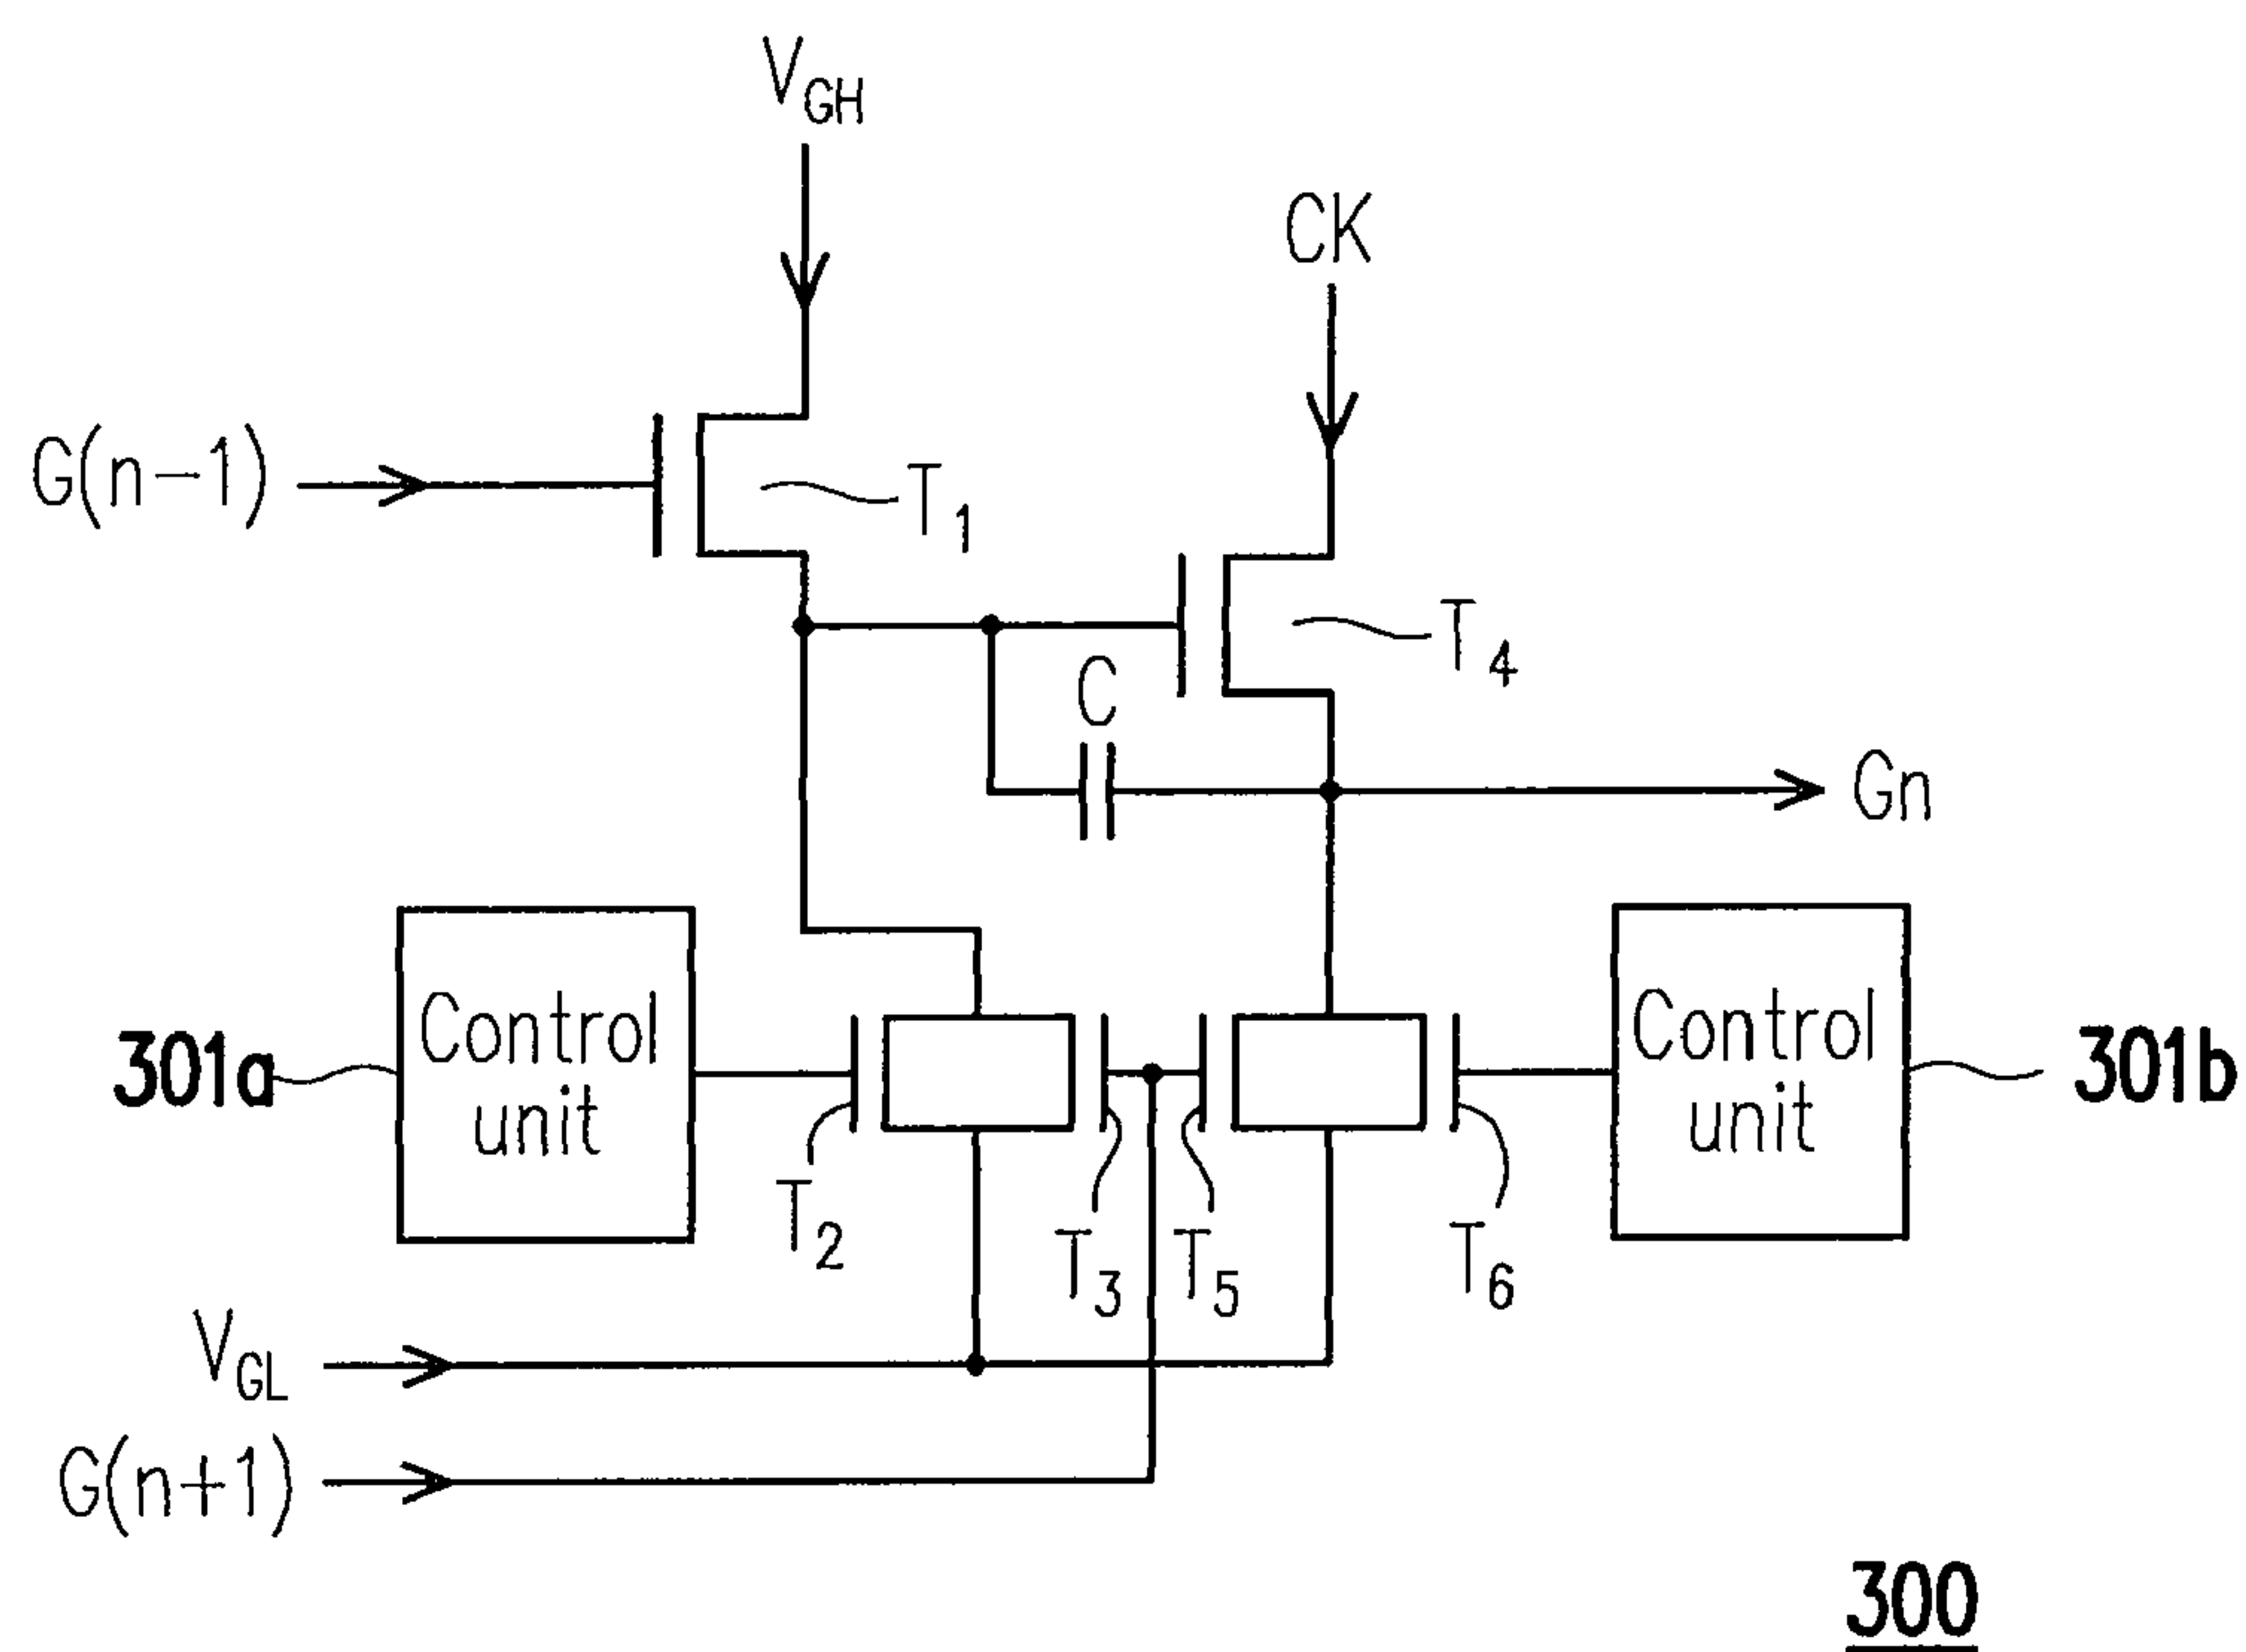 VGH
CK
G(n-1)
T1
T4
C
Gn
Control
unit
301a
Control
unit
301b
T2
T3
T5
T6
VGL
G(n+1)
300